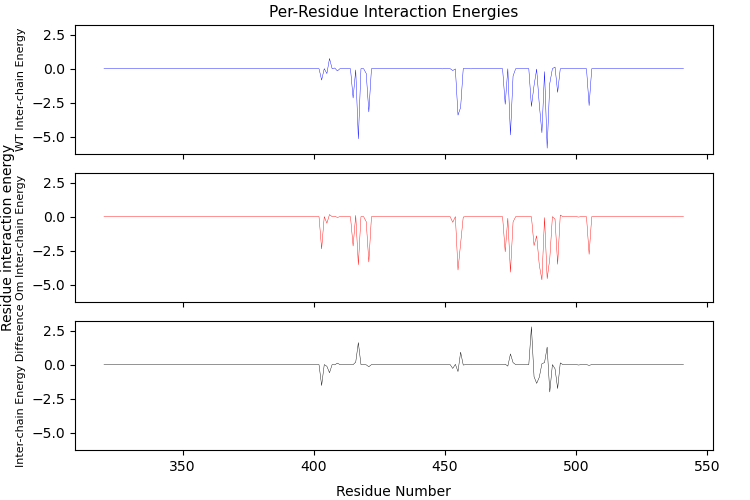 Per-Residue Interaction Energies
WT Inter-chain Energy
2.5
0.0
−2.5
−5.0
Residue interaction energy
Om Inter-chain Energy
2.5
0.0
−2.5
−5.0
Inter-chain Energy Difference
2.5
0.0
−2.5
−5.0
350 400 450 500 550
Residue Number